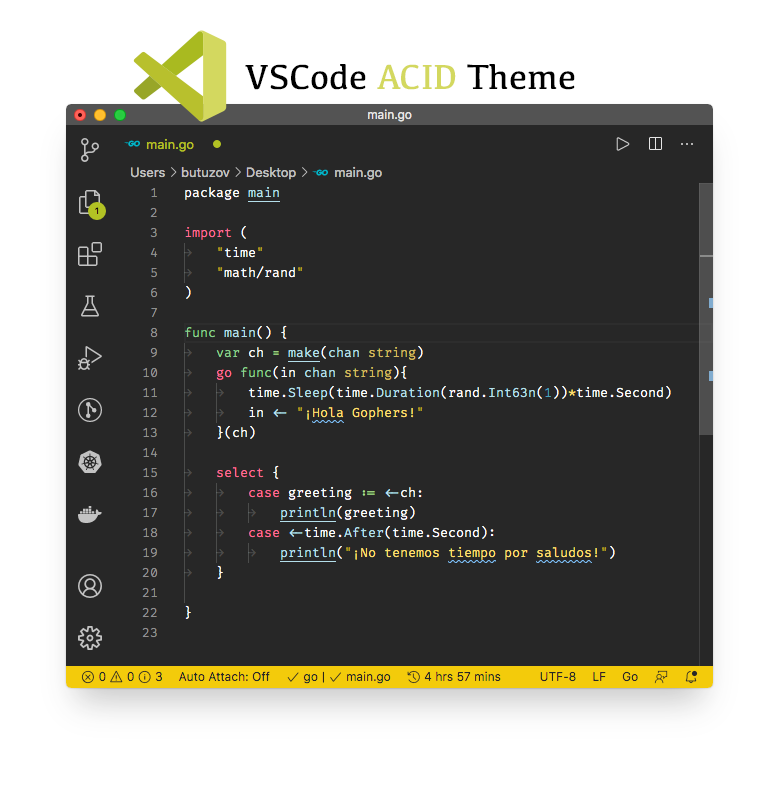 VSCode ACID Theme
main.go
GO main.go
1
Users > butuzov > Desktop > GO main.go
1 package main
2
3 import (
4 "time"
5 "math/rand"
6 )
7
8 func main() {
9 var ch = make(chan string)
10 go func(in chan string){
11 time.Sleep(time.Duration(rand.Int63n(1))*time.Second)
12 in <- "¡Hola Gophers!"
13 }(ch)
14
15 select {
16 case greeting := <-ch:
17 println(greeting)
18 case <-time.After(time.Second):
19 println("¡No tenemos tiempo por saludos!")
20 }
21
22 }
23
0 0 3 Auto Attach: Off ✓ go | ✓ main.go 4 hrs 57 mins UTF-8 LF Go